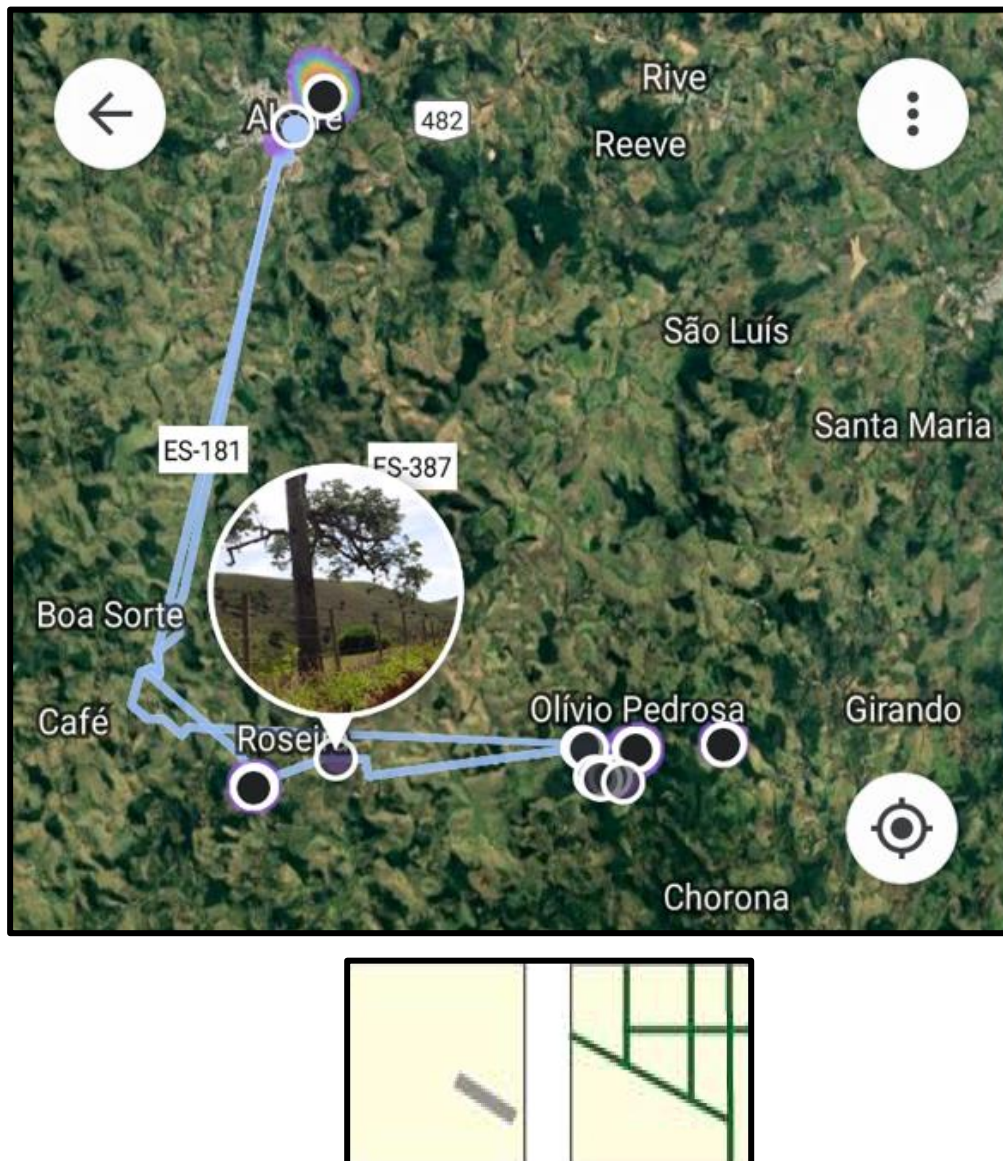 Rive
482
Reeve
São Luís
Santa Maria
ES-181
ES-387
Boa Sorte
Olívio Pedrosa
Girando
Café
Chorona